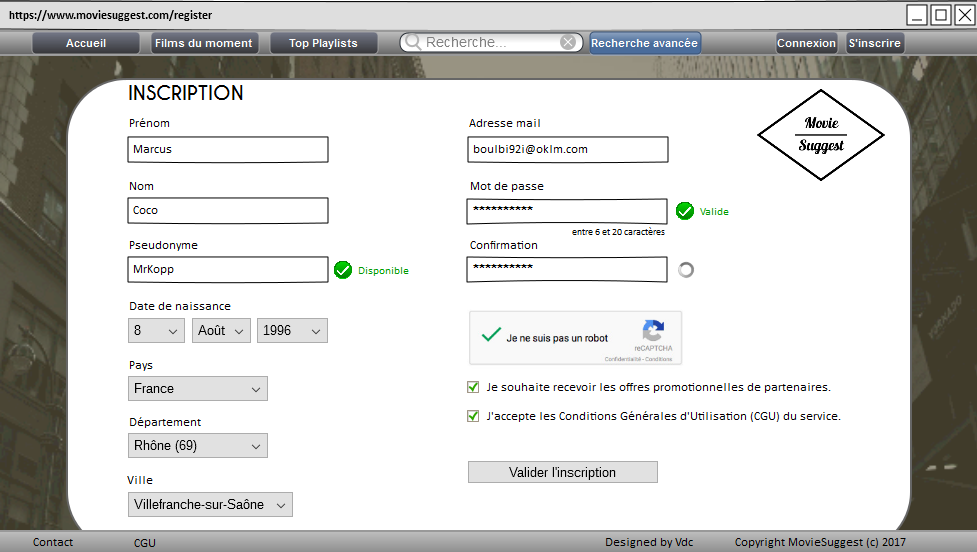 https://www.moviesuggest.com/register
Accueil Films du moment Top Playlists Recherche... Recherche avancée Connexion S'inscrire
INSCRIPTION
Movie
Suggest
Prénom
Marcus
Nom
Coco
Pseudonyme
MrKopp Disponible
Date de naissance
8 Août 1996
Pays
France
Département
Rhône (69)
Ville
Villefranche-sur-Saône
Adresse mail
boulbi92i@oklm.com
Mot de passe
********** Valide
entre 6 et 20 caractères
Confirmation
**********
Je ne suis pas un robot
reCAPTCHA
Confidentialité - Conditions
Je souhaite recevoir les offres promotionnelles de partenaires.
J'accepte les Conditions Générales d'Utilisation (CGU) du service.
Valider l'inscription
Contact CGU Designed by Vdc Copyright MovieSuggest (c) 2017